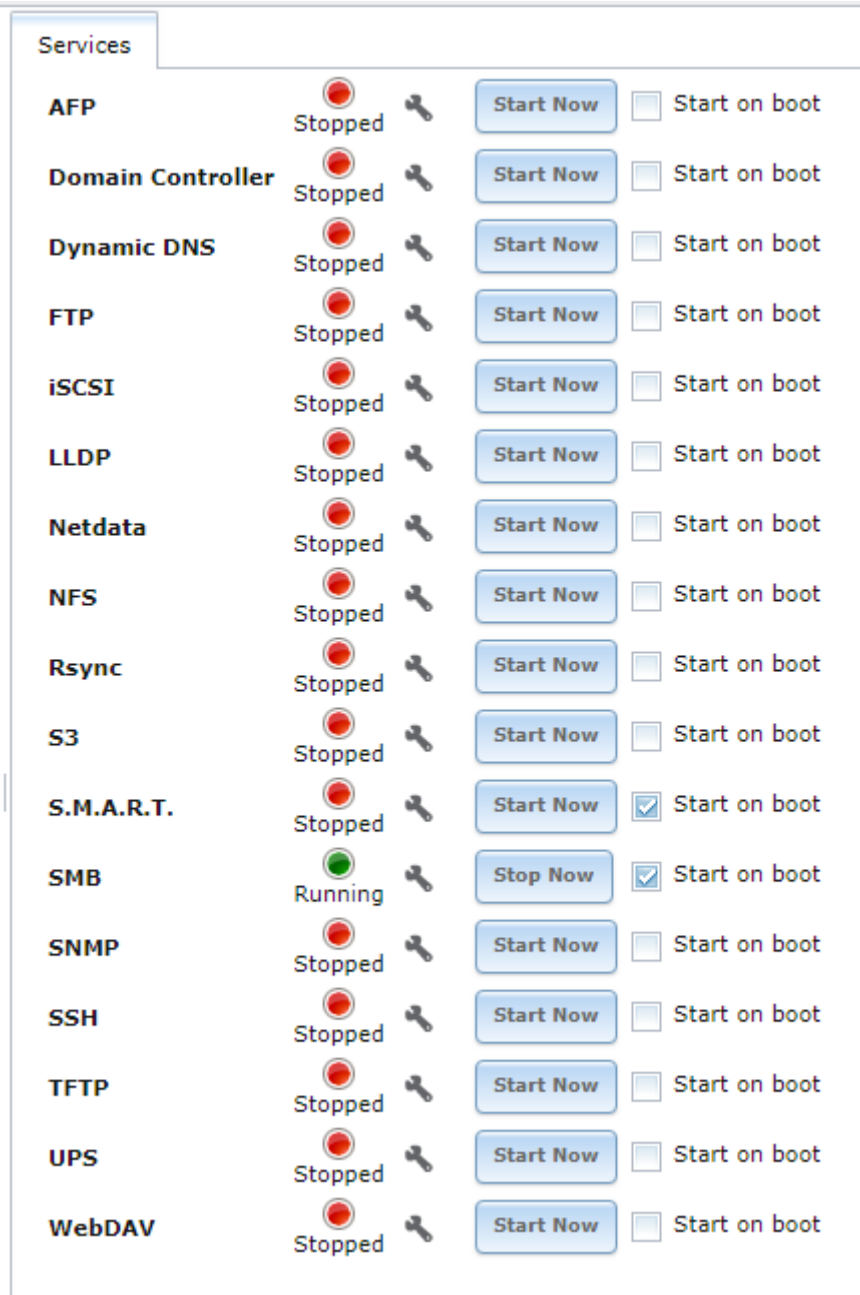 Services
AFP Stopped Start Now Start on boot
Domain Controller Stopped Start Now Start on boot
Dynamic DNS Stopped Start Now Start on boot
FTP Stopped Start Now Start on boot
iSCSI Stopped Start Now Start on boot
LLDP Stopped Start Now Start on boot
Netdata Stopped Start Now Start on boot
NFS Stopped Start Now Start on boot
Rsync Stopped Start Now Start on boot
S3 Stopped Start Now Start on boot
S.M.A.R.T. Stopped Start Now Start on boot
SMB Running Stop Now Start on boot
SNMP Stopped Start Now Start on boot
SSH Stopped Start Now Start on boot
TFTP Stopped Start Now Start on boot
UPS Stopped Start Now Start on boot
WebDAV Stopped Start Now Start on boot